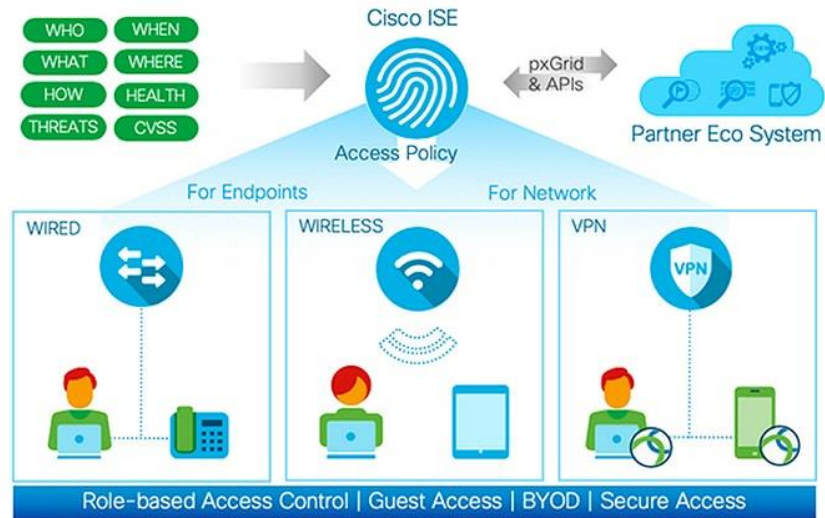 WHO
WHEN
WHAT
WHERE
HOW
HEALTH
THREATS
CVSS
Cisco ISE
Access Policy
pxGrid
& APIs
Partner Eco System
For Endpoints
For Network
WIRED
WIRELESS
VPN
VPN
Role-based Access Control | Guest Access | BYOD | Secure Access